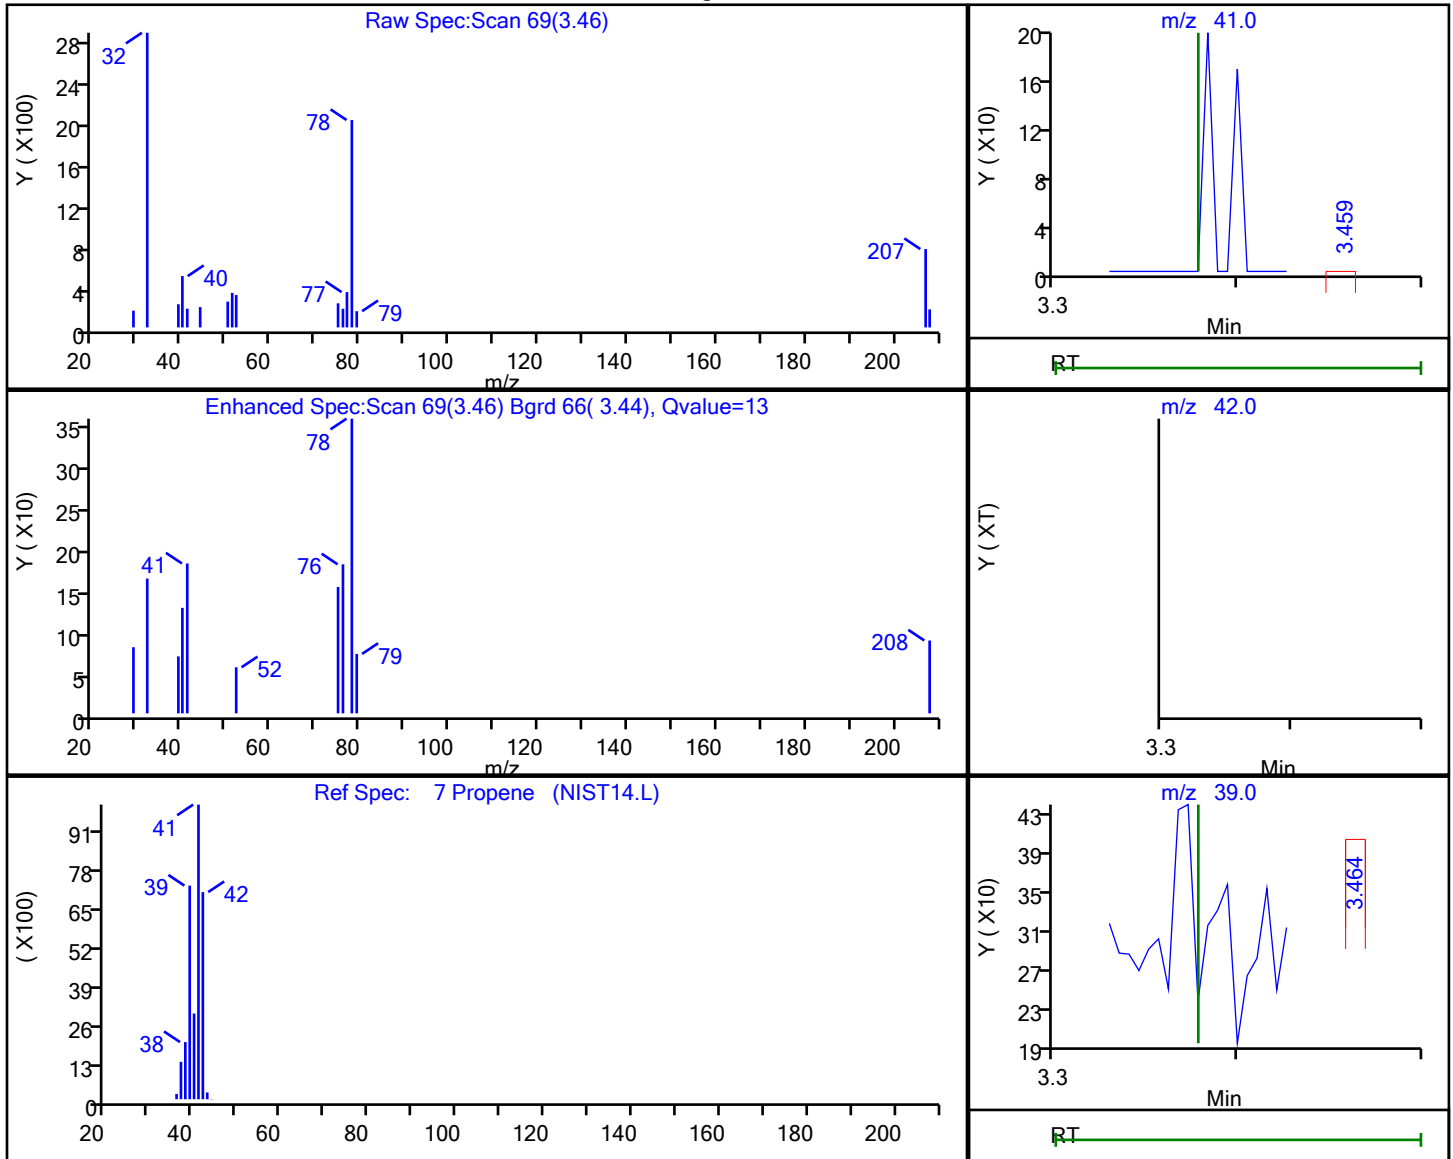 Raw Spec:Scan 69(3.46)
Y ( X100)
28
24
20
16
12
8
4
0
32
40
77
78
79
207
20 40 60 80 100 120 140 160 180 200
m/z
m/z 41.0
Y ( X10)
20
16
12
8
4
0
3.459
3.3
Min
RT
Enhanced Spec:Scan 69(3.46) Bgrd 66( 3.44), Qvalue=13
Y ( X10)
35
30
25
20
15
10
5
0
41
52
76
78
79
208
20 40 60 80 100 120 140 160 180 200
m/z
m/z 42.0
Y ( XT)
3.3
Min
Ref Spec: 7 Propene (NIST14.L)
( X100)
91
78
65
52
39
26
13
0
41
39
42
38
20 40 60 80 100 120 140 160 180 200
m/z 39.0
Y ( X10)
43
39
35
31
27
23
19
3.464
3.3
Min
RT